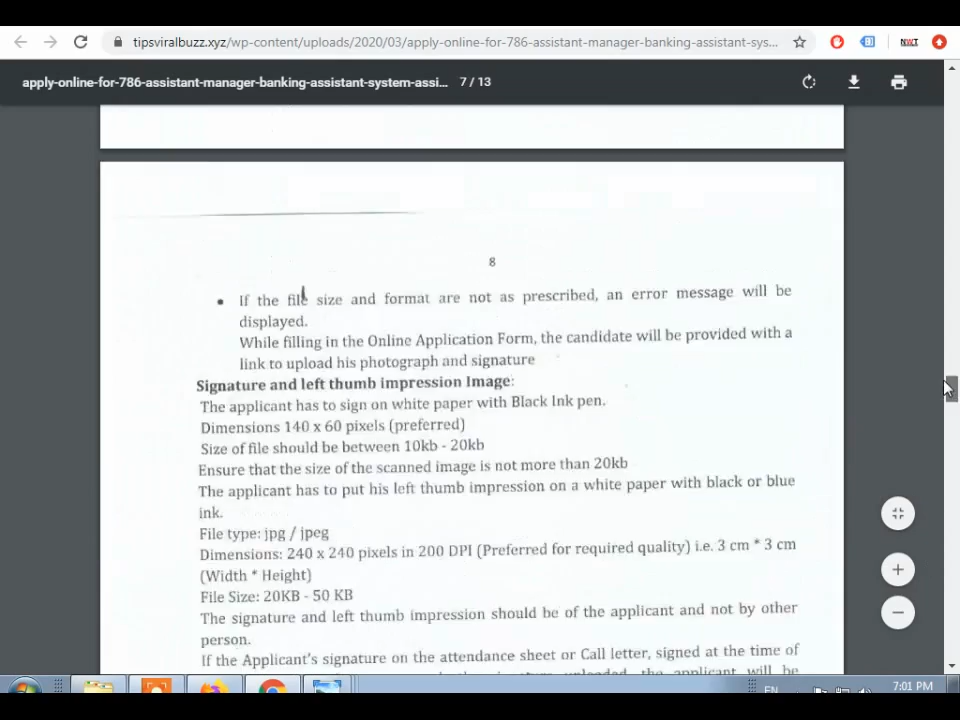 tipsviralbuzz.xyz/wp-content/uploads/2020/03/apply-online-for-786-assistant-manager-banking-assistant-sys...
NWT
apply-online-for-786-assistant-manager-banking-assistant-system-assi... 7 / 13
8
• If the file size and format are not as prescribed, an error message will be
displayed.
While filling in the Online Application Form, the candidate will be provided with a
link to upload his photograph and signature
Signature and left thumb impression Image:
The applicant has to sign on white paper with Black Ink pen.
Dimensions 140 x 60 pixels (preferred)
Size of file should be between 10kb - 20kb
Ensure that the size of the scanned image is not more than 20kb
The applicant has to put his left thumb impression on a white paper with black or blue
ink.
File type: jpg / jpeg
Dimensions: 240 x 240 pixels in 200 DPI (Preferred for required quality) i.e. 3 cm * 3 cm
(Width * Height)
File Size: 20KB - 50 KB
The signature and left thumb impression should be of the applicant and not by other
person.
If the Applicant's signature on the attendance sheet or Call letter, signed at the time of
uploaded, the applicant will be
EN
7:01 PM